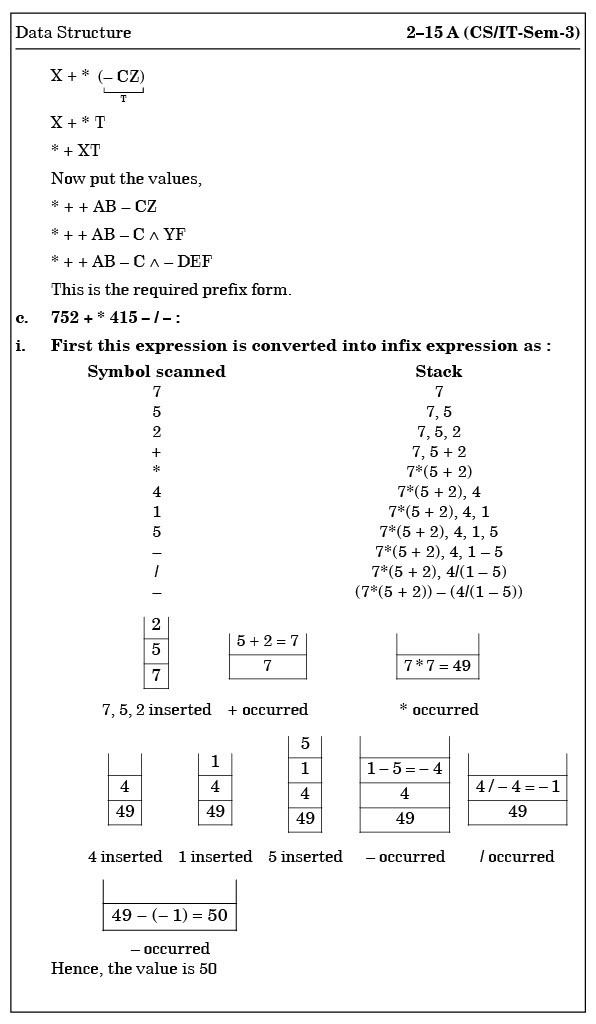 Data Structure 2–15 A (CS/IT-Sem-3)
X + * (– CZ)
T
X + * T
* + XT
Now put the values,
* + + AB – CZ
* + + AB – C ∧ YF
* + + AB – C ∧ – DEF
This is the required prefix form.
c. 752 + * 415 – / – :
i. First this expression is converted into infix expression as :
Symbol scanned Stack
7 7
5 7, 5
2 7, 5, 2
+ 7, 5 + 2
* 7*(5 + 2)
4 7*(5 + 2), 4
1 7*(5 + 2), 4, 1
5 7*(5 + 2), 4, 1, 5
– 7*(5 + 2), 4, 1 – 5
/ 7*(5 + 2), 4/(1 – 5)
– (7*(5 + 2)) – (4/(1 – 5))
2
5 5 + 2 = 7
7 7 7 * 7 = 49
7, 5, 2 inserted + occurred * occurred
5
1 1 1 – 5 = – 4
4 4 4 4 4 / – 4 = – 1
49 49 49 49 49
4 inserted 1 inserted 5 inserted – occurred / occurred
49 – (– 1) = 50
– occurred
Hence, the value is 50